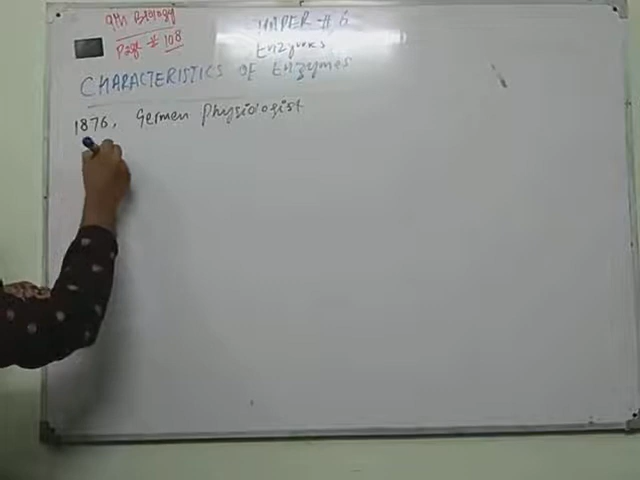 9th Biology
Page # 108
CHAPTER # 6
Enzymes
CHARACTERISTICS OF Enzymes
1876, German Physiologist